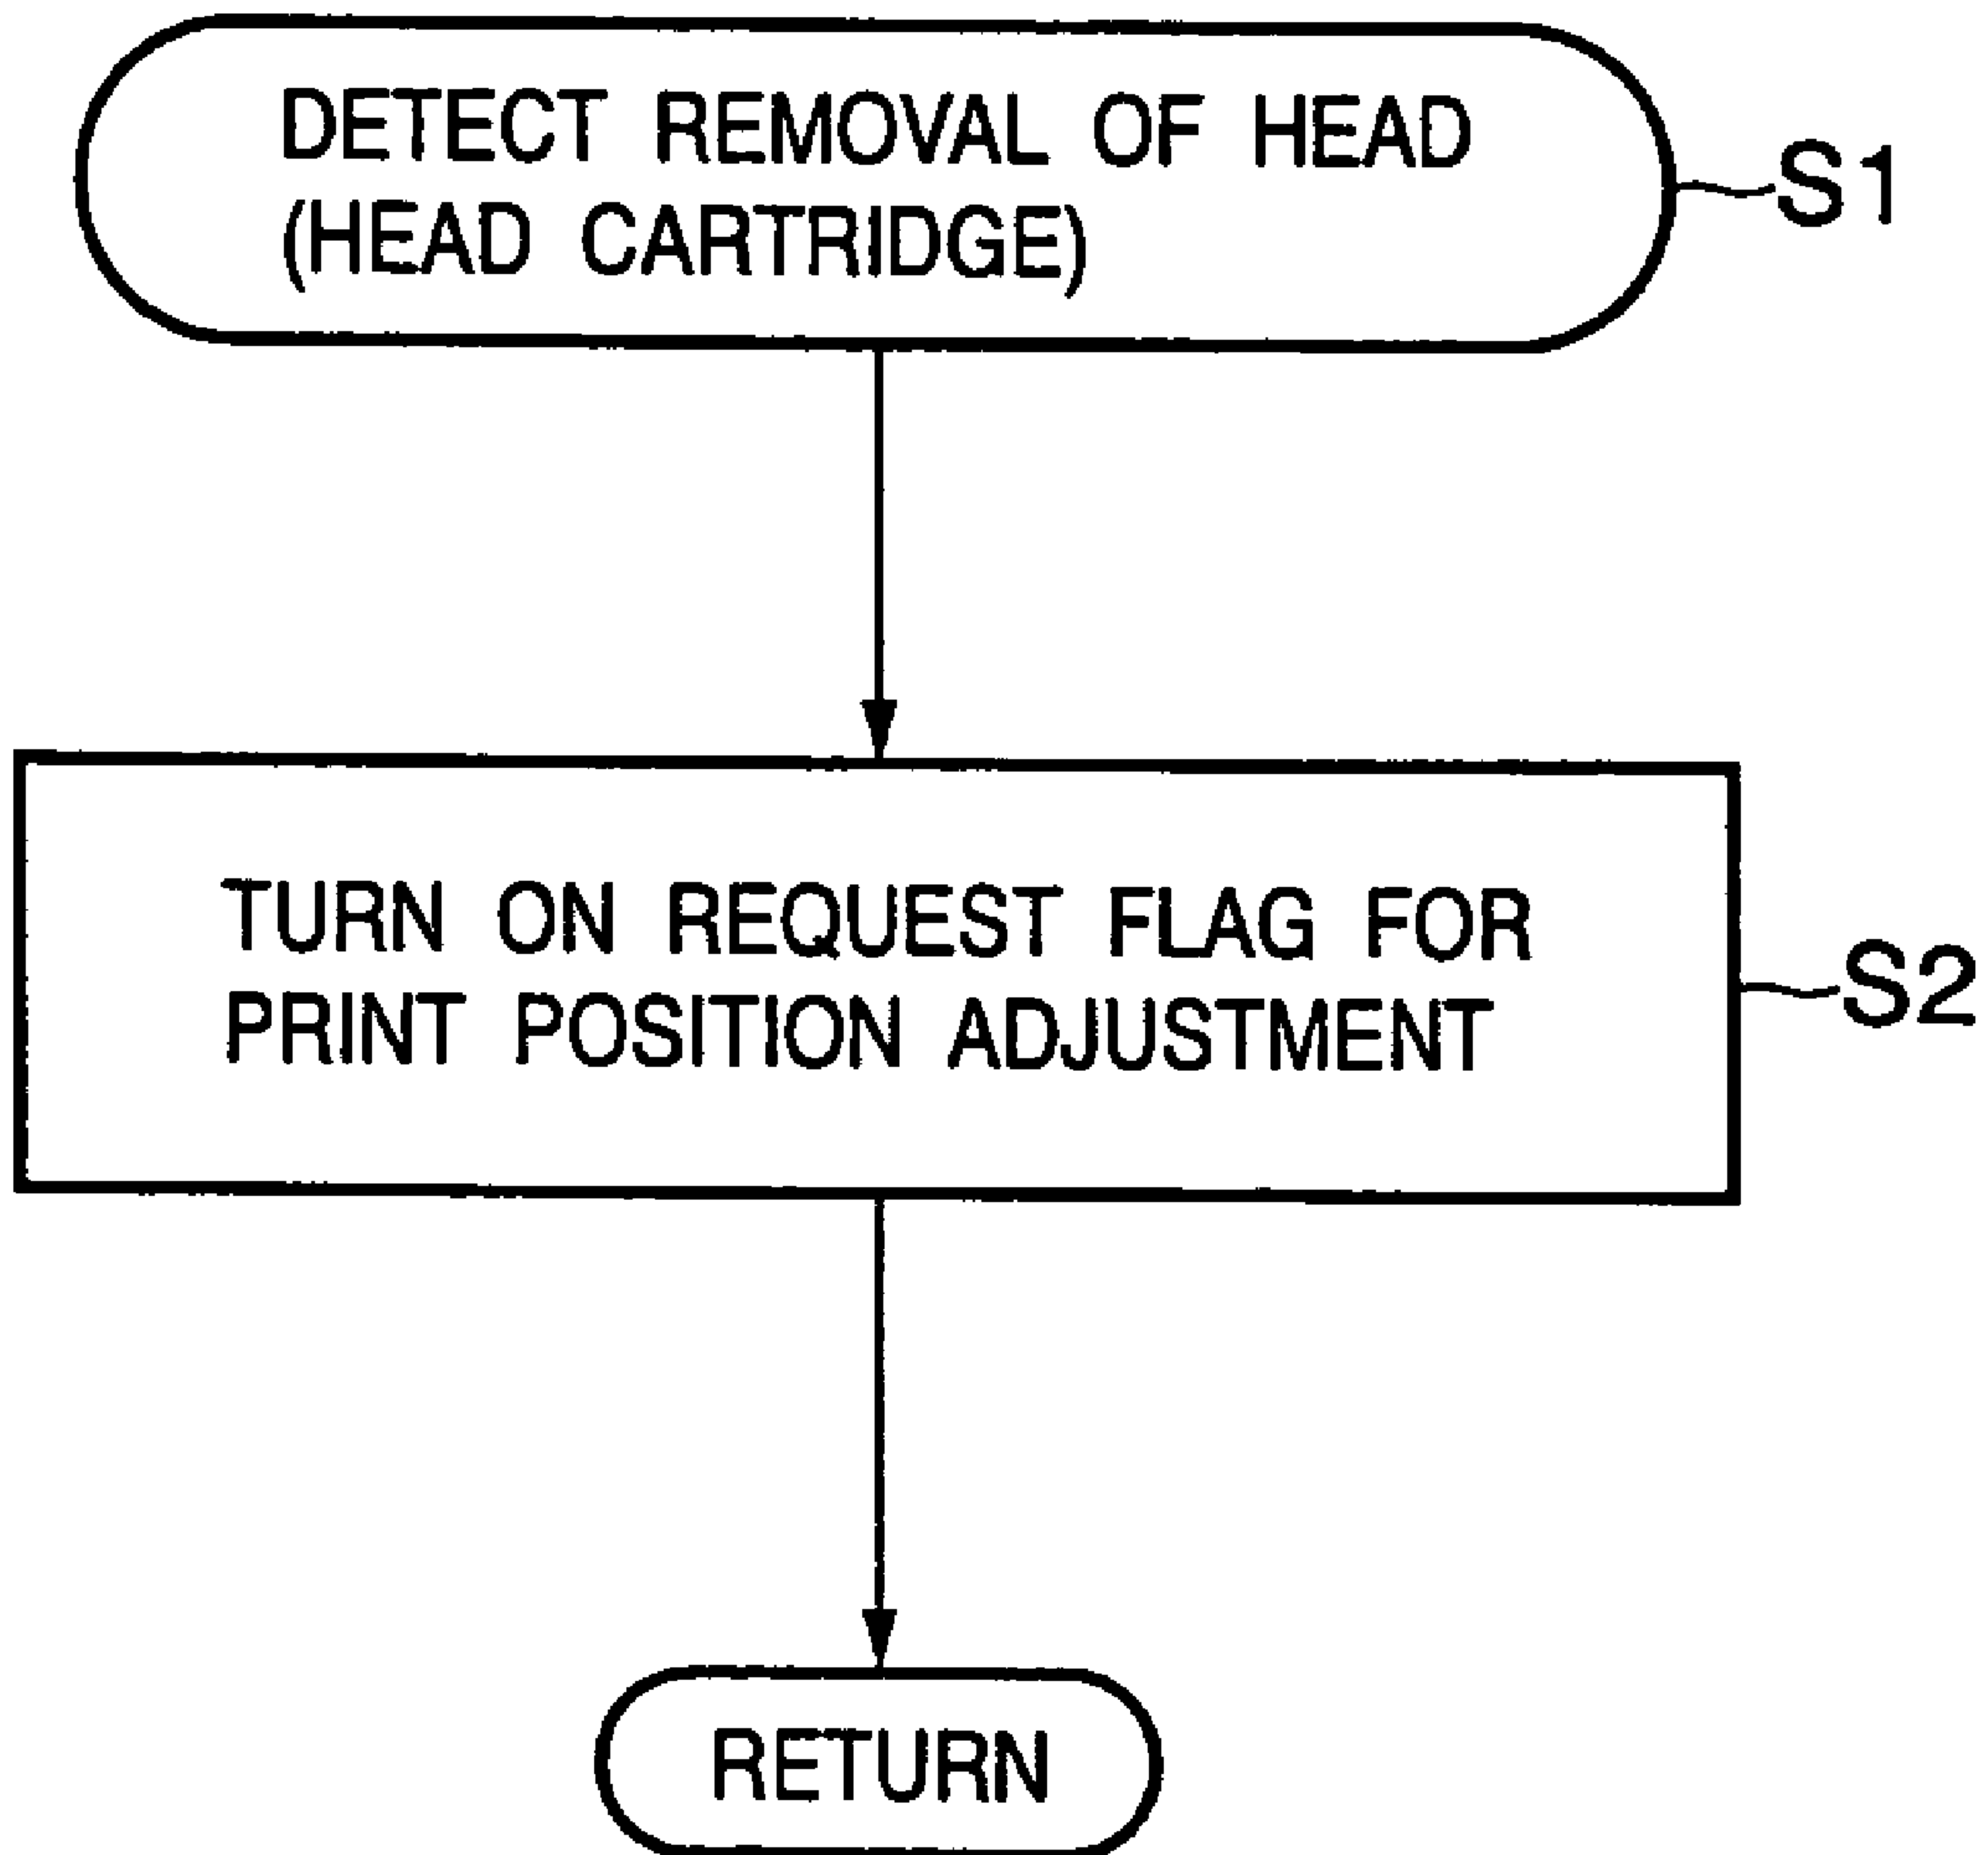 DETECT REMOVAL OF HEAD
(HEAD CARTRIDGE)
S1
TURN ON REQUEST FLAG FOR
PRINT POSITION ADJUSTMENT
S2
RETURN